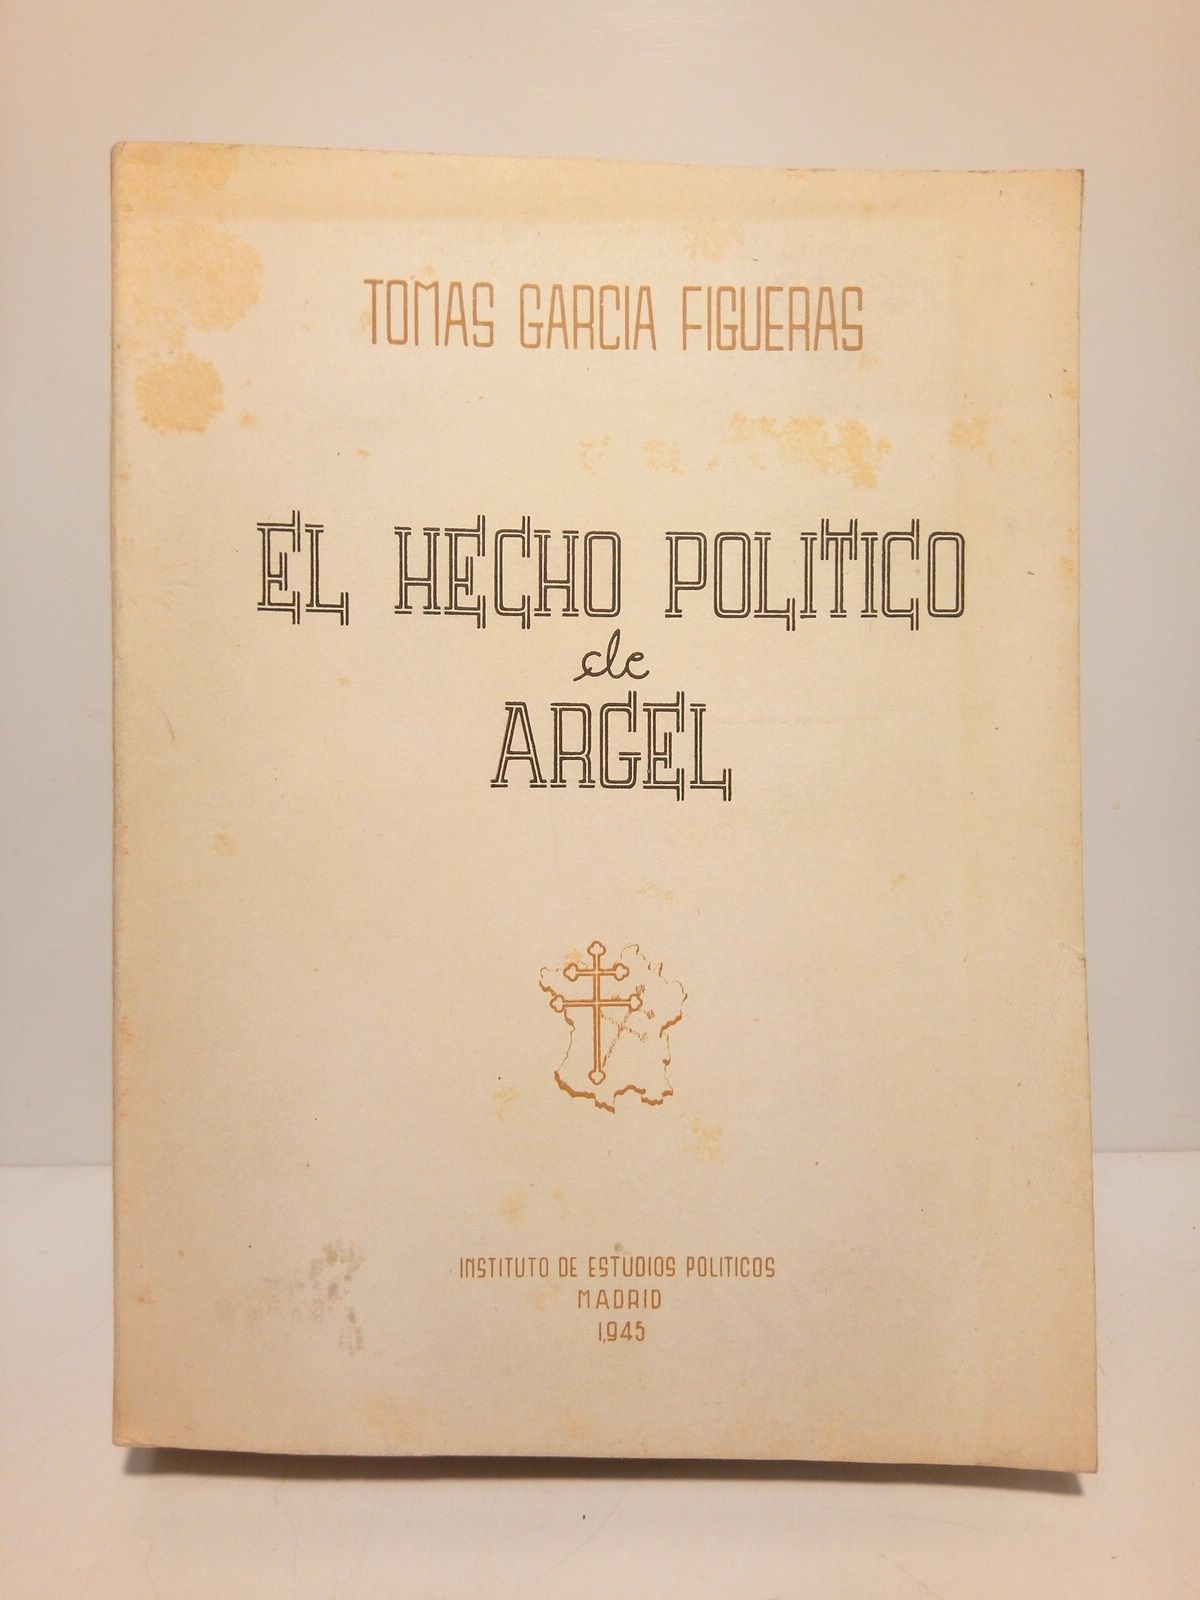 TOMAS GARCIA FIGUERAS
EL HECHO POLITICO
de
ARGEL
INSTITUTO DE ESTUDIOS POLITICOS
MADRID
1,945